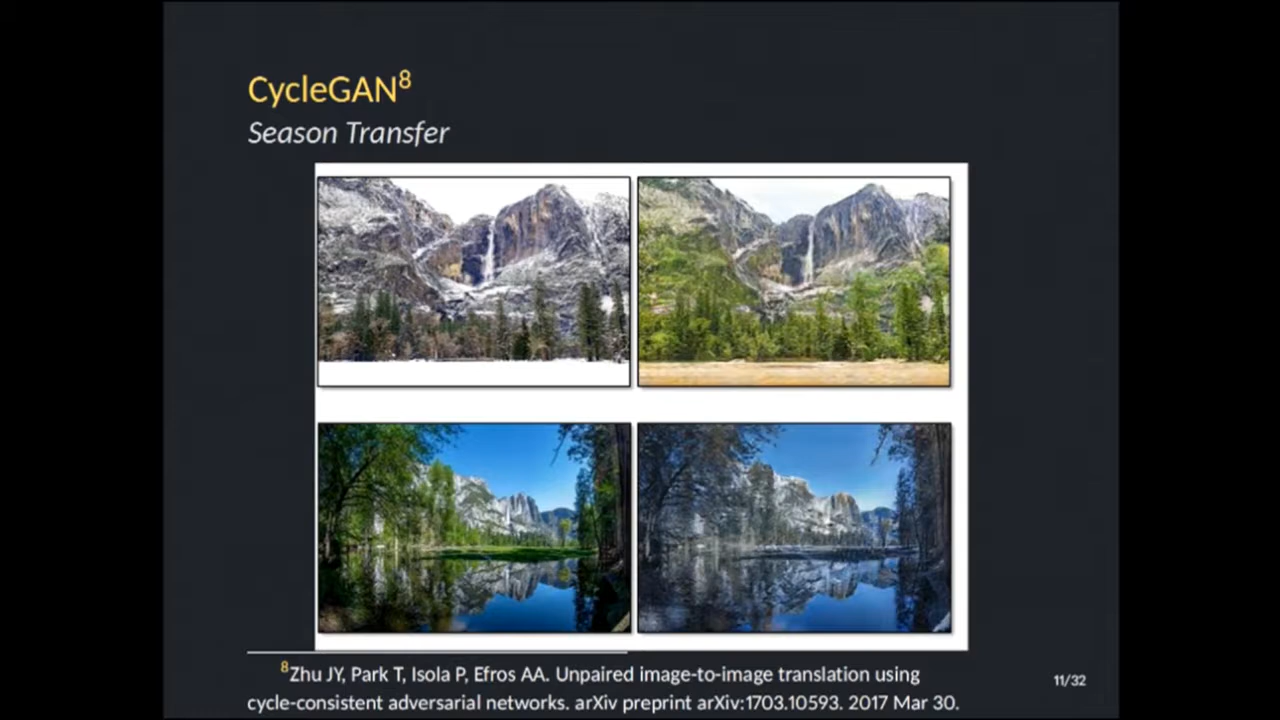 CycleGAN⁸
Season Transfer
⁸Zhu JY, Park T, Isola P, Efros AA. Unpaired image-to-image translation using
cycle-consistent adversarial networks. arXiv preprint arXiv:1703.10593. 2017 Mar 30.
11/32